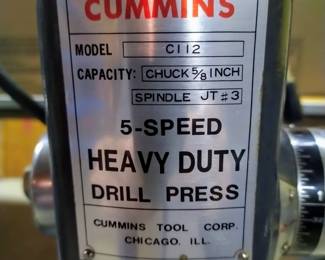 CUMMINS
MODEL C112
CAPACITY: CHUCK 5/8 INCH
SPINDLE JT#3
5-SPEED
HEAVY DUTY
DRILL PRESS
CUMMINS TOOL CORP.
CHICAGO. ILL.